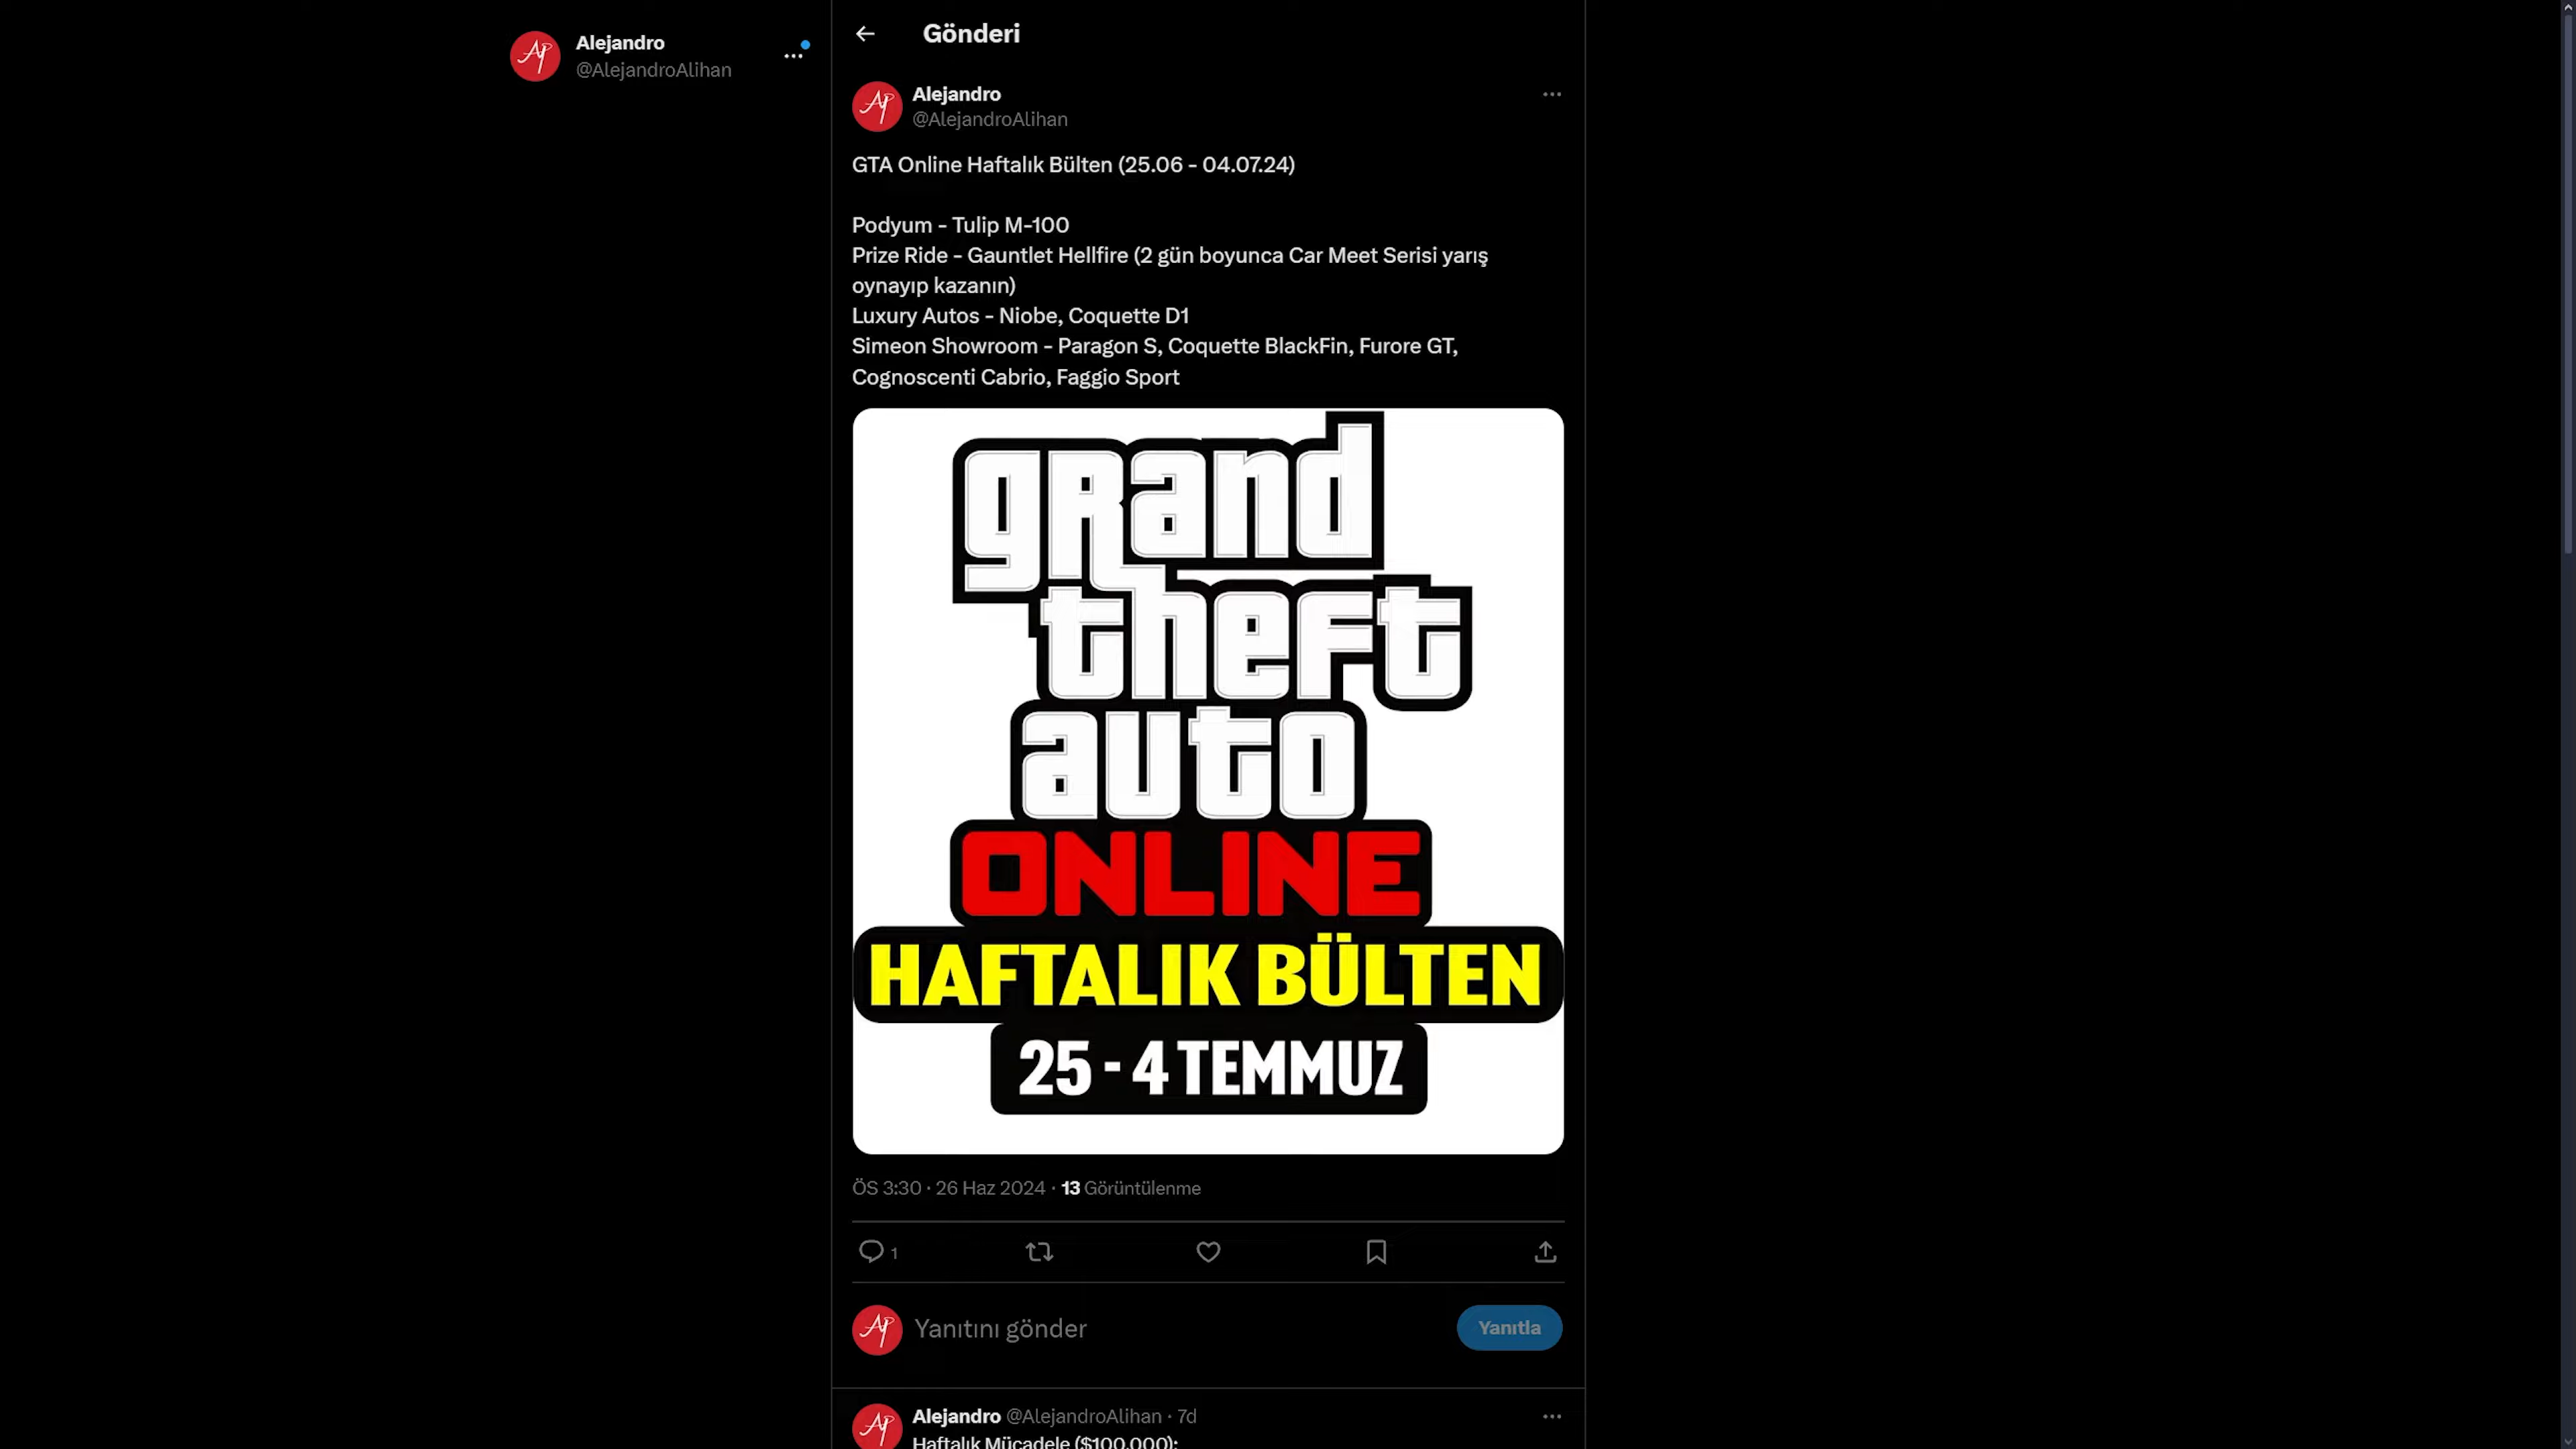 Alejandro
@AlejandroAlihan
Gönderi
Alejandro
@AlejandroAlihan
GTA Online Haftalık Bülten (25.06 - 04.07.24)
Podyum - Tulip M-100
Prize Ride - Gauntlet Hellfire (2 gün boyunca Car Meet Serisi yarış
oynayıp kazanın)
Luxury Autos - Niobe, Coquette D1
Simeon Showroom - Paragon S, Coquette BlackFin, Furore GT,
Cognoscenti Cabrio, Faggio Sport
grand
theft
auto
ONLINE
HAFTALIK BÜLTEN
25 - 4 TEMMUZ
ÖS 3:30 · 26 Haz 2024 · 13 Görüntülenme
1
Yanıtını gönder
Yanıtla
Alejandro @AlejandroAlihan · 7d
Haftalık Mücadele ($100.000):